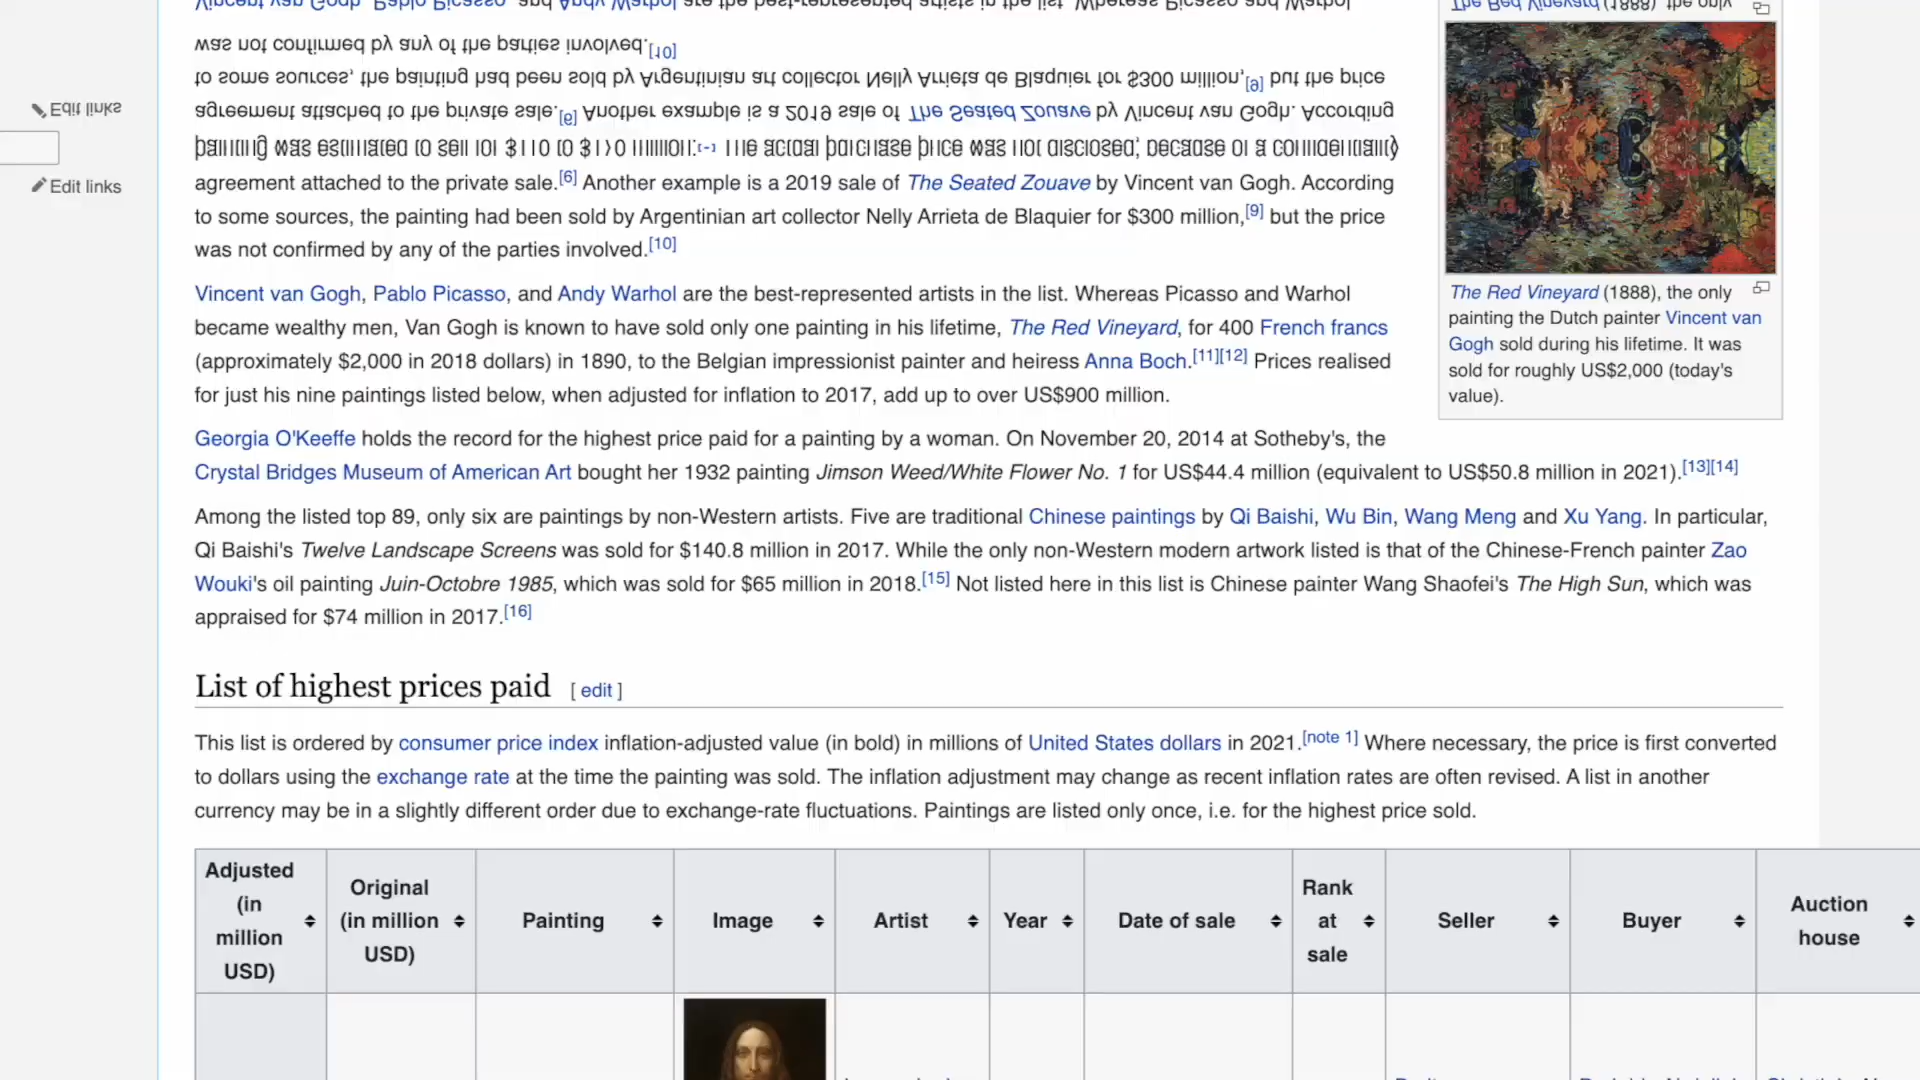 Vincent van Gogh, Pablo Picasso, and Andy Warhol are the best-represented artists in the list. Whereas Picasso and Warhol
was not confirmed by any of the parties involved.[10]
to some sources, the painting had been sold by Argentinian art collector Nelly Arrieta de Blaquier for $300 million,[9] but the price
agreement attached to the private sale.[6] Another example is a 2019 sale of The Seated Zouave by Vincent van Gogh. According
agreement attached to the private sale.[6] Another example is a 2019 sale of The Seated Zouave by Vincent van Gogh. According
to some sources, the painting had been sold by Argentinian art collector Nelly Arrieta de Blaquier for $300 million,[9] but the price
was not confirmed by any of the parties involved.[10]
Vincent van Gogh, Pablo Picasso, and Andy Warhol are the best-represented artists in the list. Whereas Picasso and Warhol
became wealthy men, Van Gogh is known to have sold only one painting in his lifetime, The Red Vineyard, for 400 French francs
(approximately $2,000 in 2018 dollars) in 1890, to the Belgian impressionist painter and heiress Anna Boch.[11][12] Prices realised
for just his nine paintings listed below, when adjusted for inflation to 2017, add up to over US$900 million.
Georgia O'Keeffe holds the record for the highest price paid for a painting by a woman. On November 20, 2014 at Sotheby's, the
Crystal Bridges Museum of American Art bought her 1932 painting Jimson Weed/White Flower No. 1 for US$44.4 million (equivalent to US$50.8 million in 2021).[13][14]
Among the listed top 89, only six are paintings by non-Western artists. Five are traditional Chinese paintings by Qi Baishi, Wu Bin, Wang Meng and Xu Yang. In particular,
Qi Baishi's Twelve Landscape Screens was sold for $140.8 million in 2017. While the only non-Western modern artwork listed is that of the Chinese-French painter Zao
Wouki's oil painting Juin-Octobre 1985, which was sold for $65 million in 2018.[15] Not listed here in this list is Chinese painter Wang Shaofei's The High Sun, which was
appraised for $74 million in 2017.[16]
The Red Vineyard (1888), the only
The Red Vineyard (1888), the only
painting the Dutch painter Vincent van
Gogh sold during his lifetime. It was
sold for roughly US$2,000 (today's
value).
Edit links
Edit links
List of highest prices paid [ edit ]
This list is ordered by consumer price index inflation-adjusted value (in bold) in millions of United States dollars in 2021.[note 1] Where necessary, the price is first converted
to dollars using the exchange rate at the time the painting was sold. The inflation adjustment may change as recent inflation rates are often revised. A list in another
currency may be in a slightly different order due to exchange-rate fluctuations. Paintings are listed only once, i.e. for the highest price sold.
Adjusted
(in
million
USD)
Original
(in million
USD)
Painting
Image
Artist
Year
Date of sale
Rank
at
sale
Seller
Buyer
Auction
house